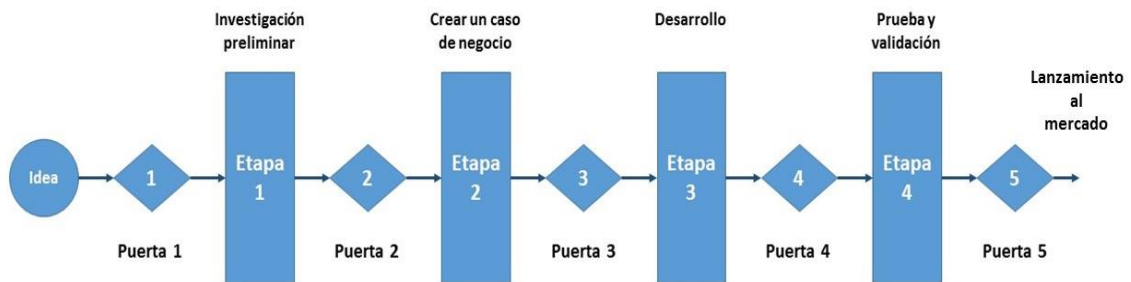 Investigación
preliminar
Crear un caso
de negocio
Desarrollo
Prueba y
validación
Lanzamiento
al
mercado
Idea
1
Etapa
1
2
Etapa
2
3
Etapa
3
4
Etapa
4
5
Puerta 1
Puerta 2
Puerta 3
Puerta 4
Puerta 5